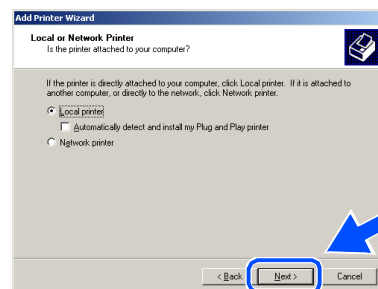 Add Printer Wizard
Local or Network Printer
Is the printer attached to your computer?
If the printer is directly attached to your computer, click Local printer. If it is attached to
another computer, or directly to the network, click Network printer.
Local printer
Automatically detect and install my Plug and Play printer
Network printer
< Back
Next >
Cancel